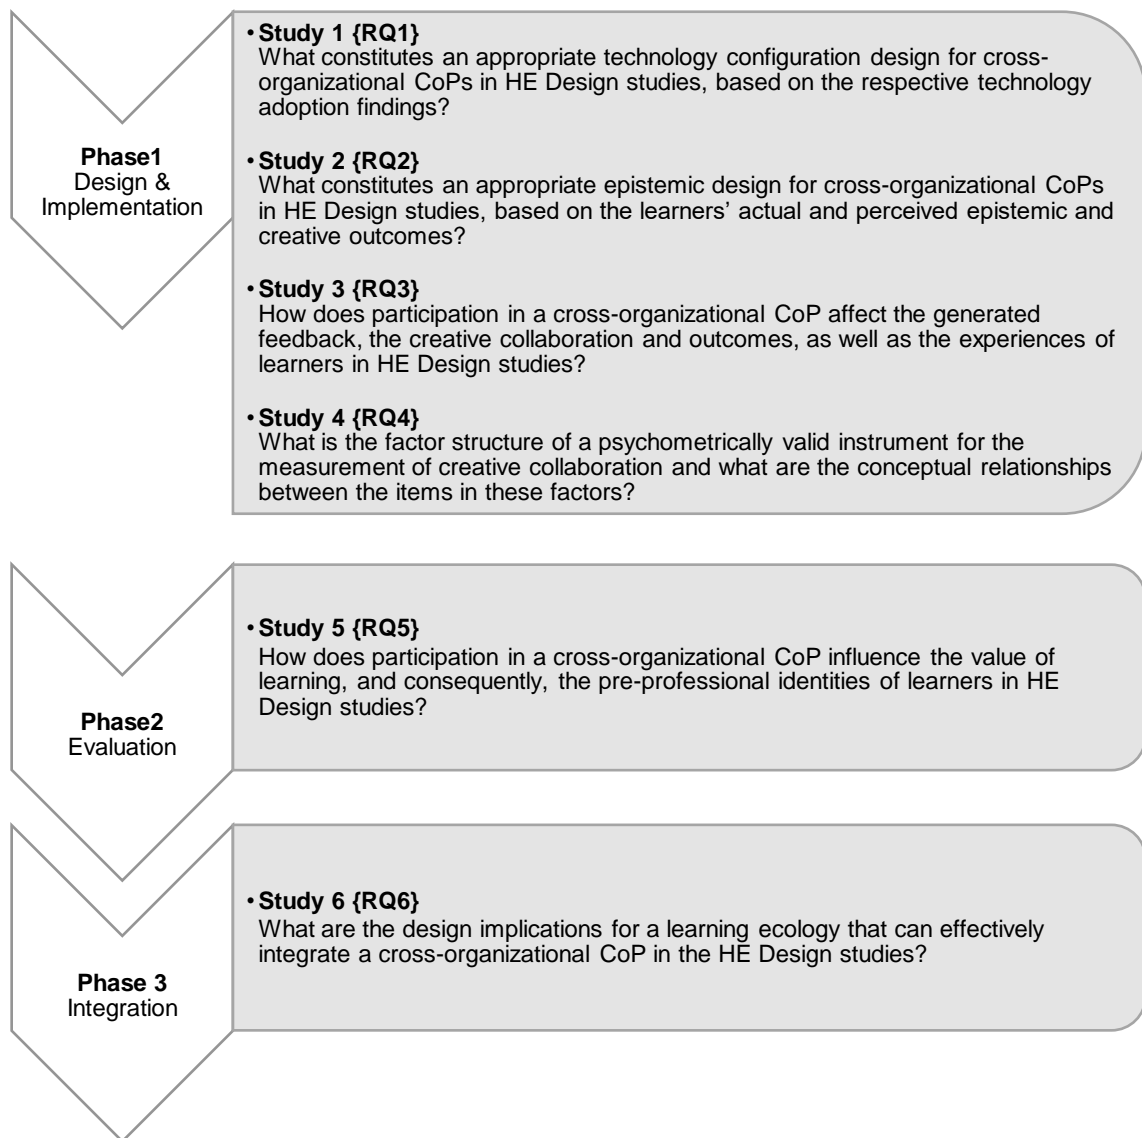 Phase1
Design &
Implementation
• Study 1 {RQ1}
What constitutes an appropriate technology configuration design for cross-
organizational CoPs in HE Design studies, based on the respective technology
adoption findings?
• Study 2 {RQ2}
What constitutes an appropriate epistemic design for cross-organizational CoPs
in HE Design studies, based on the learners’ actual and perceived epistemic and
creative outcomes?
• Study 3 {RQ3}
How does participation in a cross-organizational CoP affect the generated
feedback, the creative collaboration and outcomes, as well as the experiences of
learners in HE Design studies?
• Study 4 {RQ4}
What is the factor structure of a psychometrically valid instrument for the
measurement of creative collaboration and what are the conceptual relationships
between the items in these factors?
Phase2
Evaluation
• Study 5 {RQ5}
How does participation in a cross-organizational CoP influence the value of
learning, and consequently, the pre-professional identities of learners in HE
Design studies?
Phase 3
Integration
• Study 6 {RQ6}
What are the design implications for a learning ecology that can effectively
integrate a cross-organizational CoP in the HE Design studies?